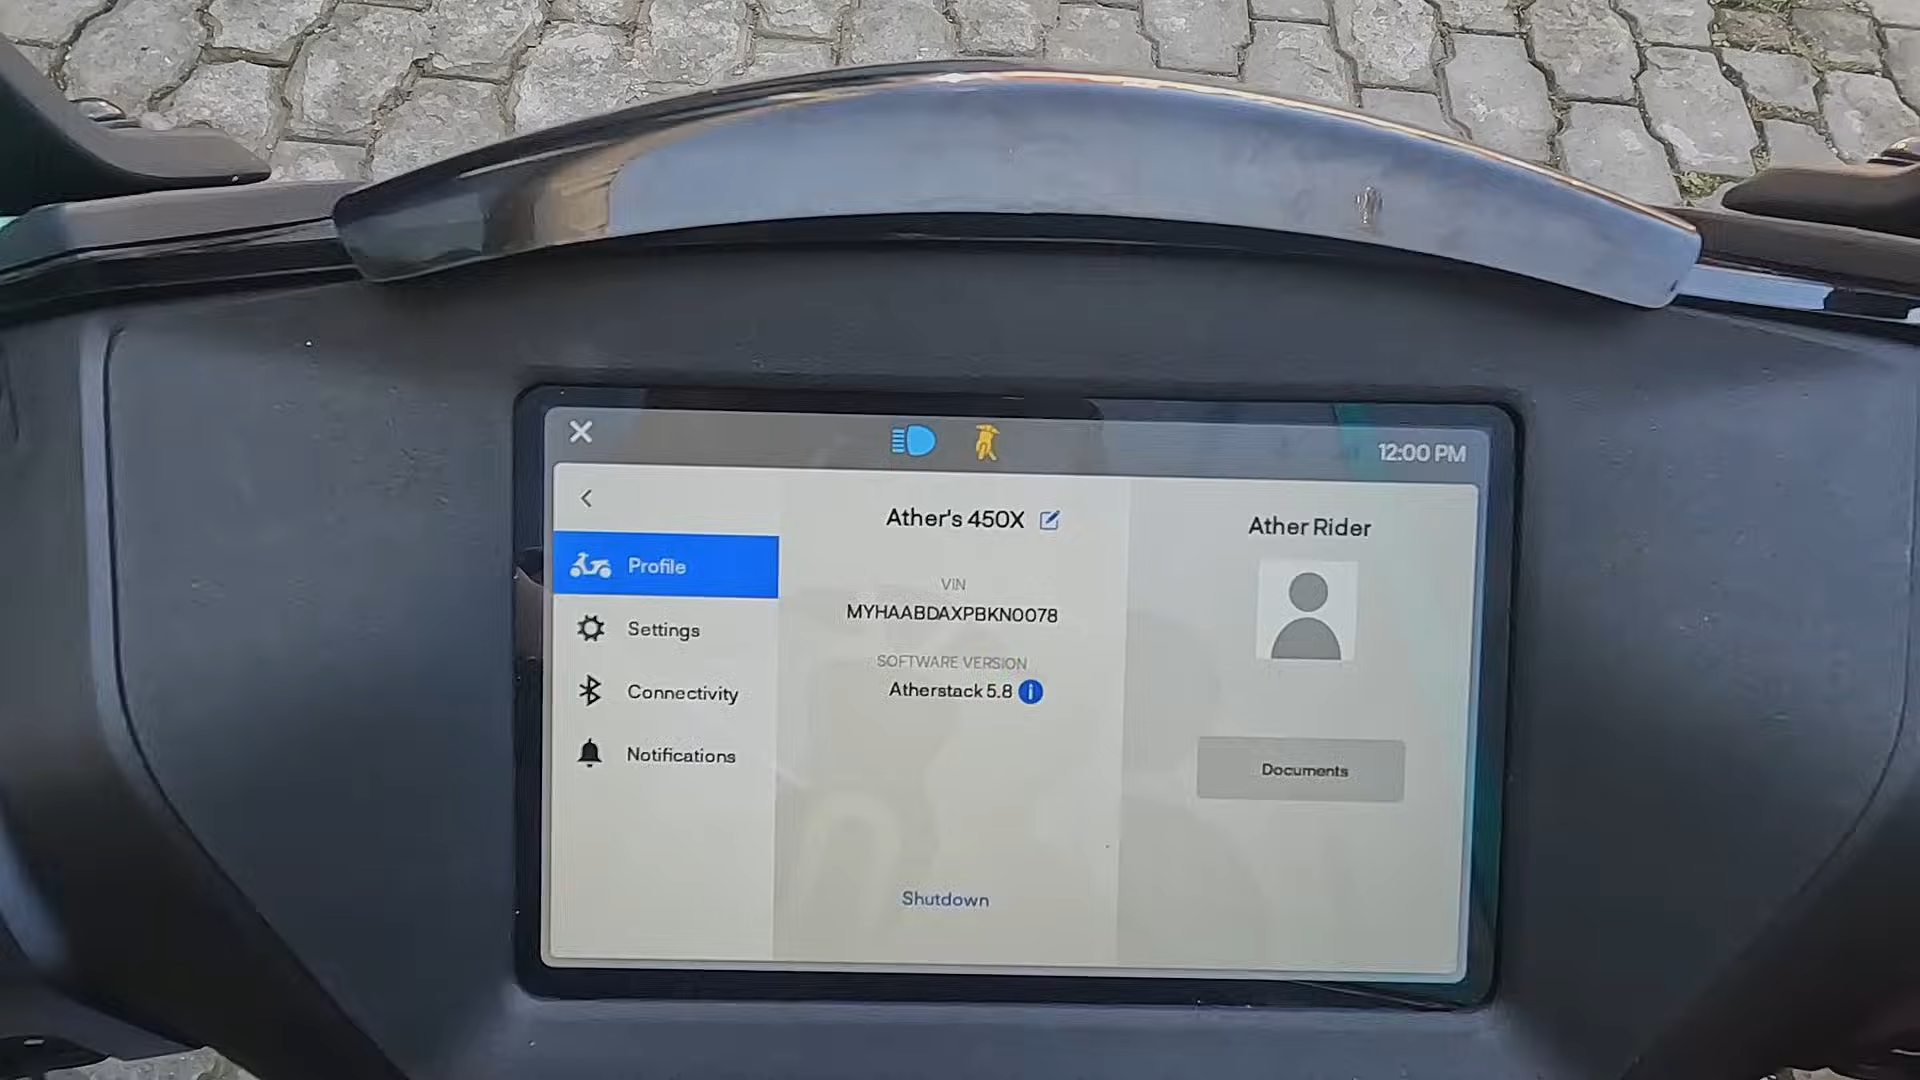 12:00 PM
Profile
Settings
Connectivity
Notifications
Ather's 450X
VIN
MYHAABDAXPBKN0078
SOFTWARE VERSION
Atherstack 5.8
Shutdown
Ather Rider
Documents